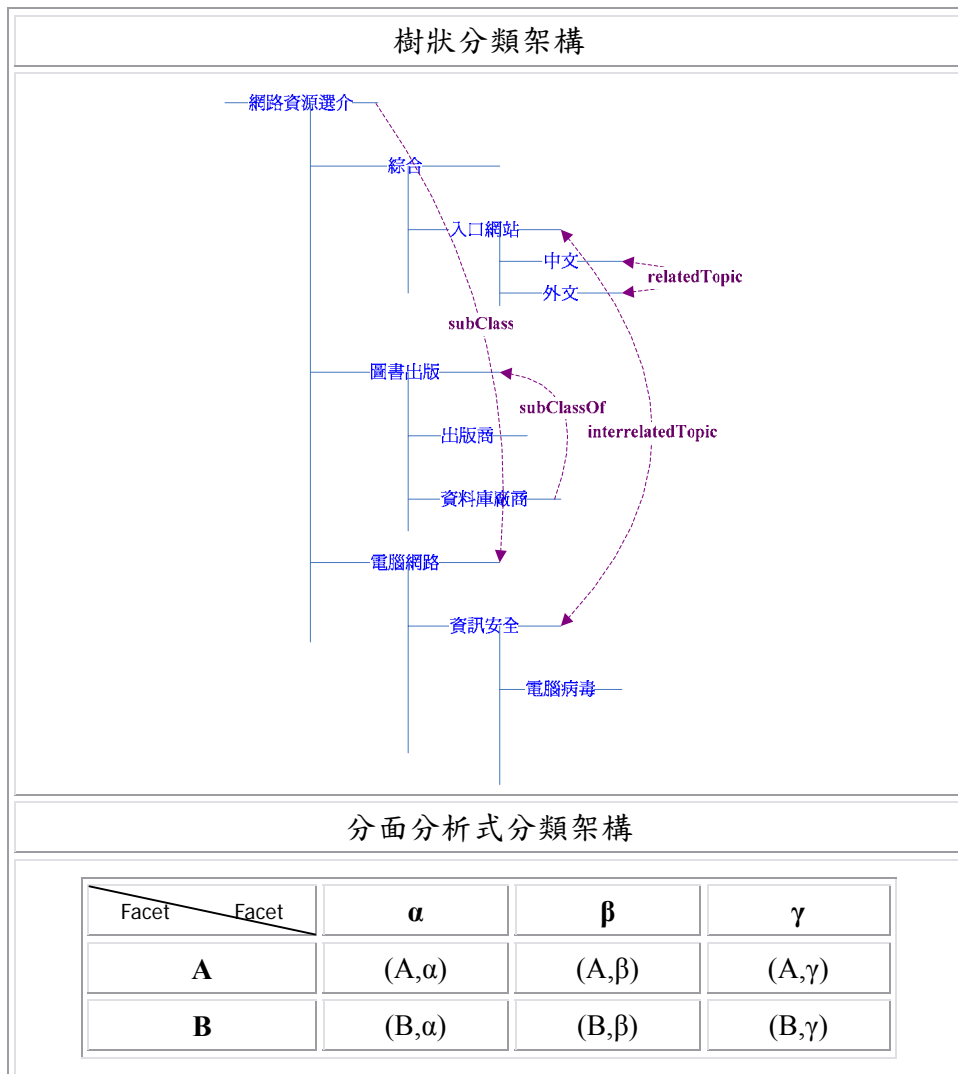 樹狀分類架構
網路資源選介
綜合
入口網站
中文
relatedTopic
外文
subClass
圖書出版
subClassOf
interrelatedTopic
出版商
資料庫廠商
電腦網路
資訊安全
電腦病毒
分面分析式分類架構
Facet Facet α β γ
A (A,α) (A,β) (A,γ)
B (B,α) (B,β) (B,γ)